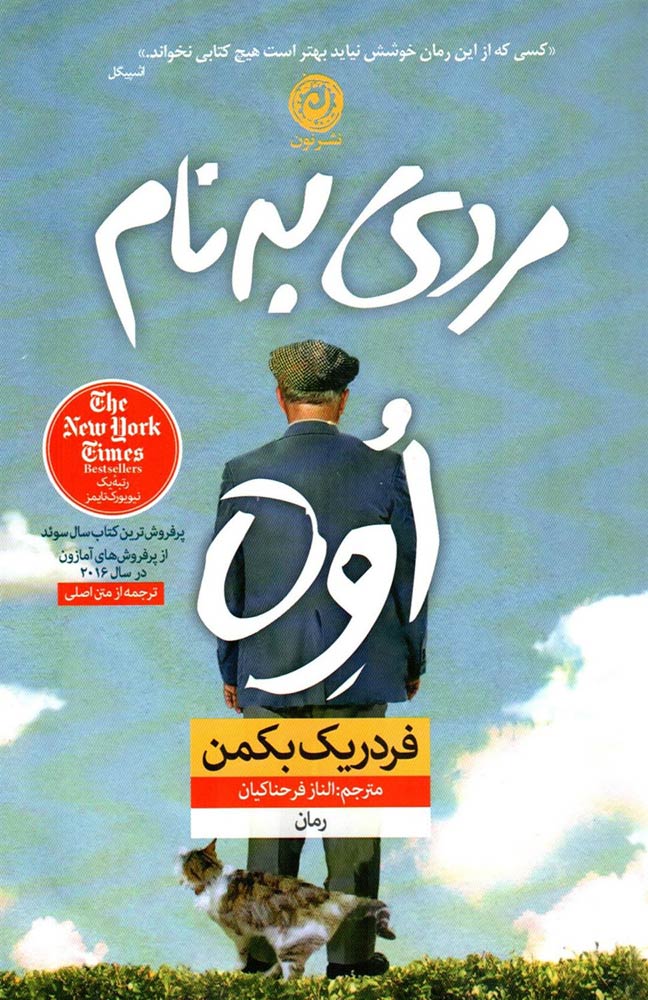 «کسی که از این رمان خوشش نیاید بهتر است هیچ کتابی نخواند.»
اشپیگل
نشر نون
مردی به نام
اُوِه
The
New York
Times
Bestsellers
رتبهٔ یک
نیویورک‌تایمز
پرفروش‌ترین کتاب سال سوئد
از پرفروش‌های آمازون
در سال ۲۰۱۶
ترجمه از متن اصلی
فردریک بکمن
مترجم: الناز فرحناکیان
رمان